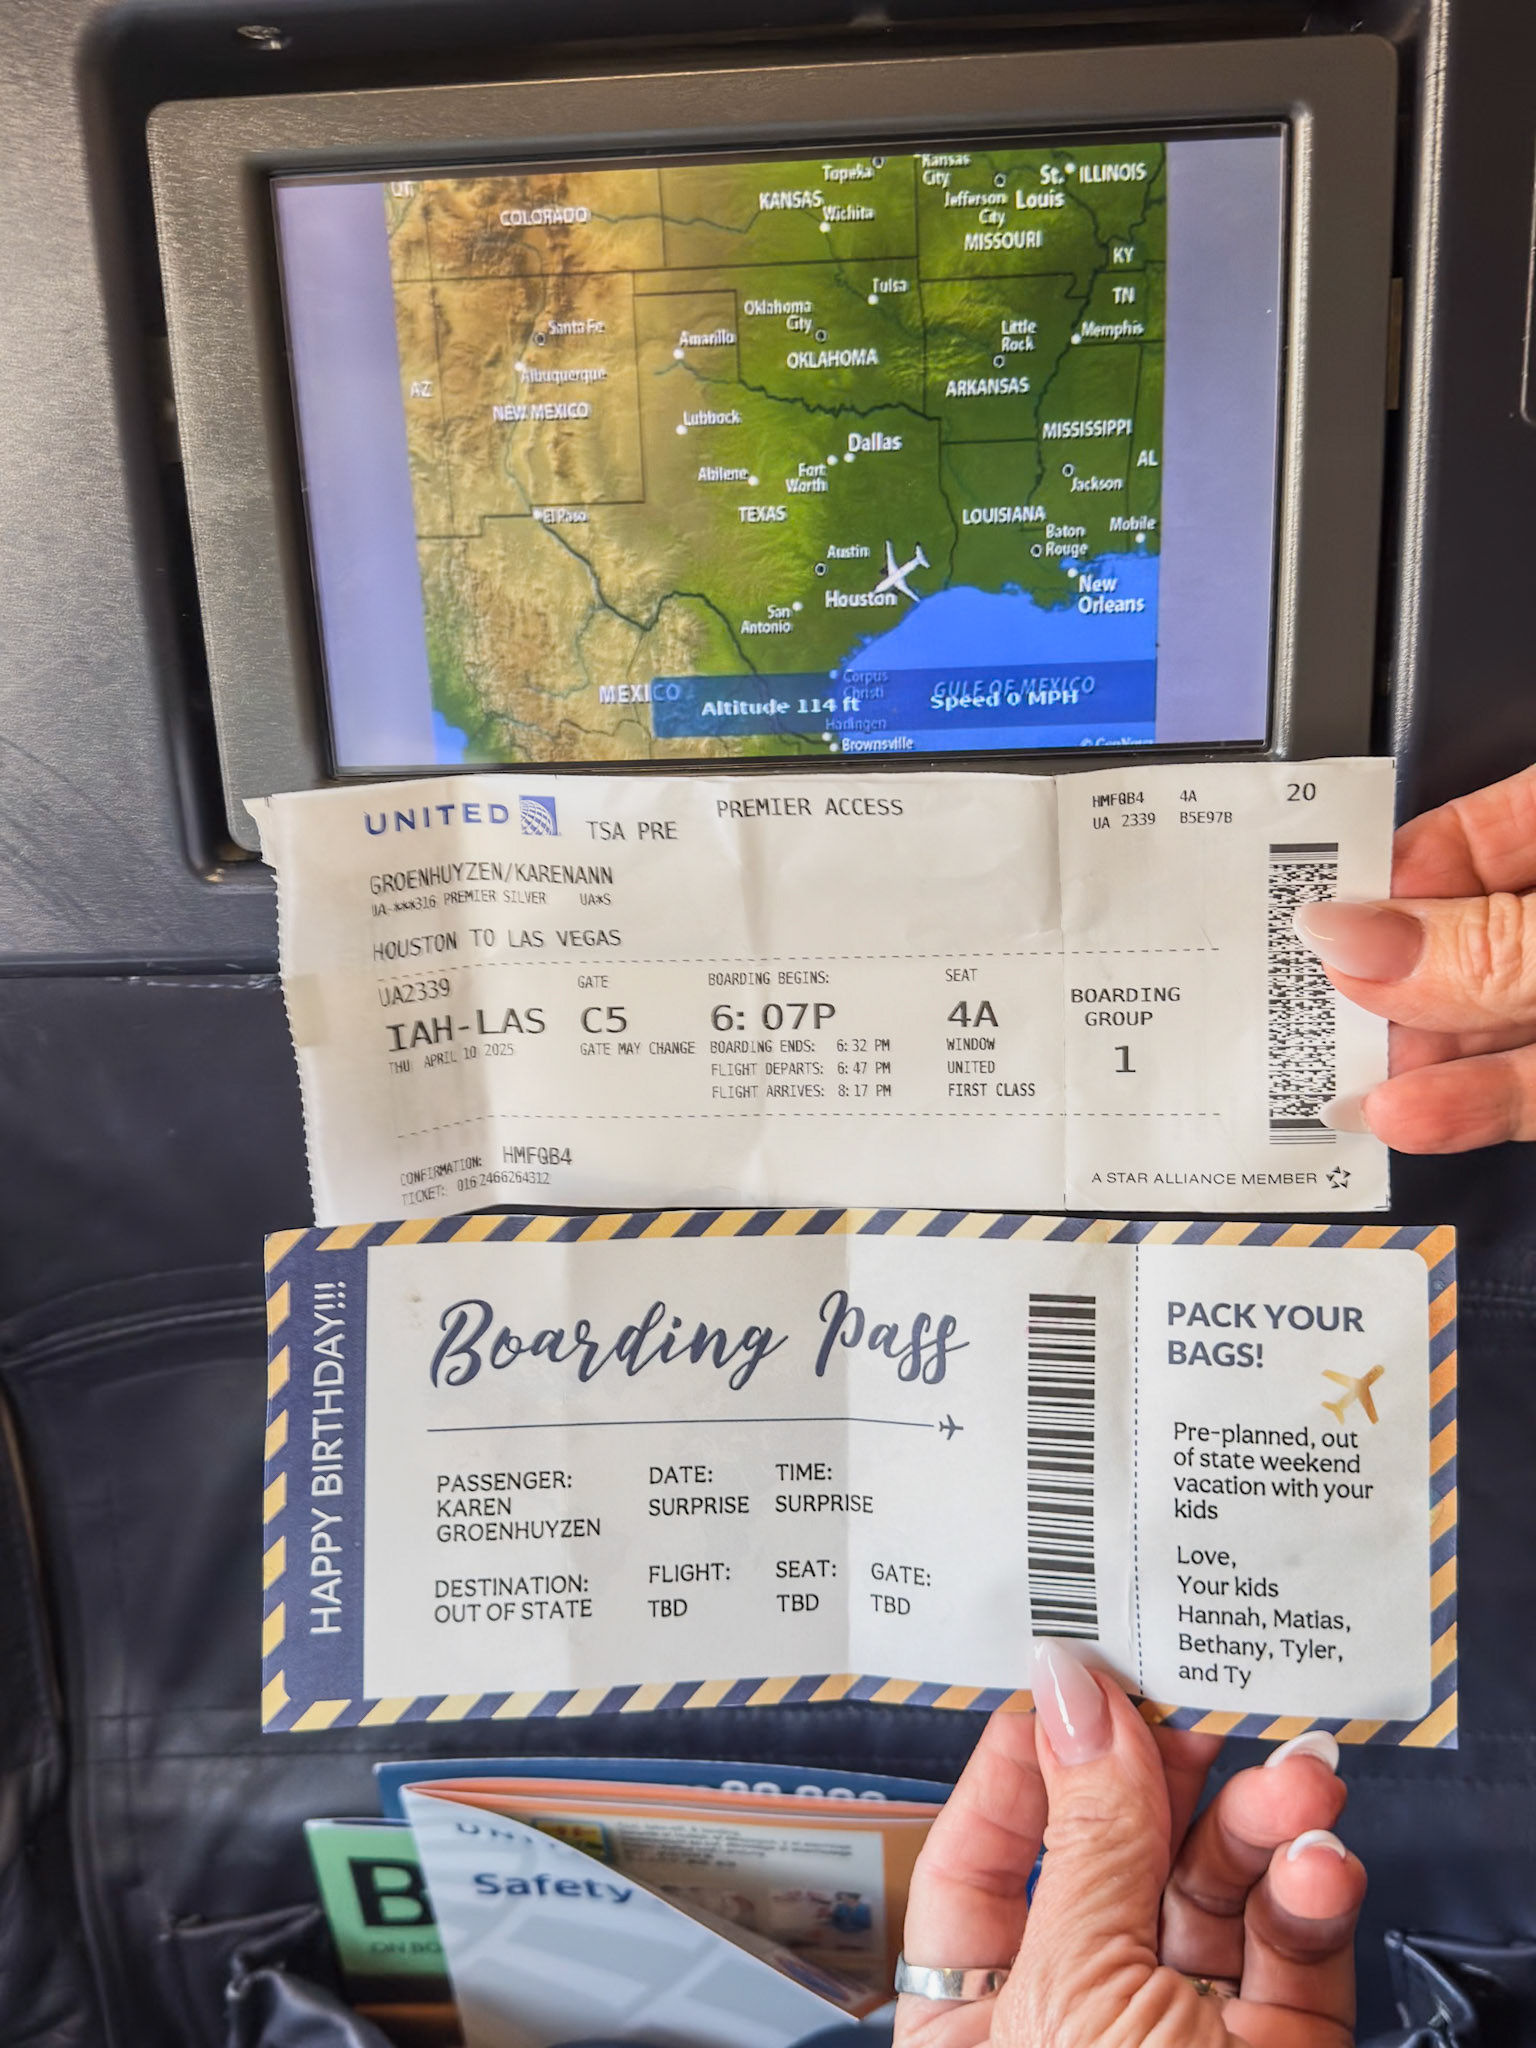 Topeka
Kansas
City
St.
Louis
ILLINOIS
COLORADO
KANSAS
Wichita
Jefferson
City
MISSOURI
KY
Tulsa
TN
Oklahoma
City
Santa Fe
Amarillo
OKLAHOMA
Little
Rock
Memphis
AZ
Albuquerque
ARKANSAS
NEW MEXICO
Lubbock
Dallas
MISSISSIPPI
AL
Abilene
Fort
Worth
Jackson
El Paso
TEXAS
LOUISIANA
Baton
Rouge
Mobile
Austin
Houston
New
Orleans
San
Antonio
MEXICO
Corpus
Christi
GULF OF MEXICO
Altitude 114 ft
Speed 0 MPH
Harlingen
Brownsville
UNITED
TSA PRE
PREMIER ACCESS
HMFQB4 4A
UA 2339 B5E97B
20
GROENHUYZEN/KARENANN
UA-***316 PREMIER SILVER UA*S
HOUSTON TO LAS VEGAS
UA2339
IAH-LAS
THU APRIL 10 2025
GATE
C5
GATE MAY CHANGE
BOARDING BEGINS:
6:07P
BOARDING ENDS: 6:32 PM
FLIGHT DEPARTS: 6:47 PM
FLIGHT ARRIVES: 8:17 PM
SEAT
4A
WINDOW
UNITED
FIRST CLASS
BOARDING
GROUP
1
CONFIRMATION: HMFQB4
TICKET: 016 2466264312
A STAR ALLIANCE MEMBER
HAPPY BIRTHDAY!!!
Boarding Pass
PASSENGER:
KAREN
GROENHUYZEN
DATE:
SURPRISE
TIME:
SURPRISE
DESTINATION:
OUT OF STATE
FLIGHT:
TBD
SEAT:
TBD
GATE:
TBD
PACK YOUR
BAGS!
Pre-planned, out
of state weekend
vacation with your
kids
Love,
Your kids
Hannah, Matias,
Bethany, Tyler,
and Ty
Safety